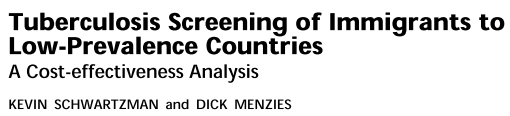 Tuberculosis Screening of Immigrants to
Low-Prevalence Countries
A Cost-effectiveness Analysis
KEVIN SCHWARTZMAN and DICK MENZIES